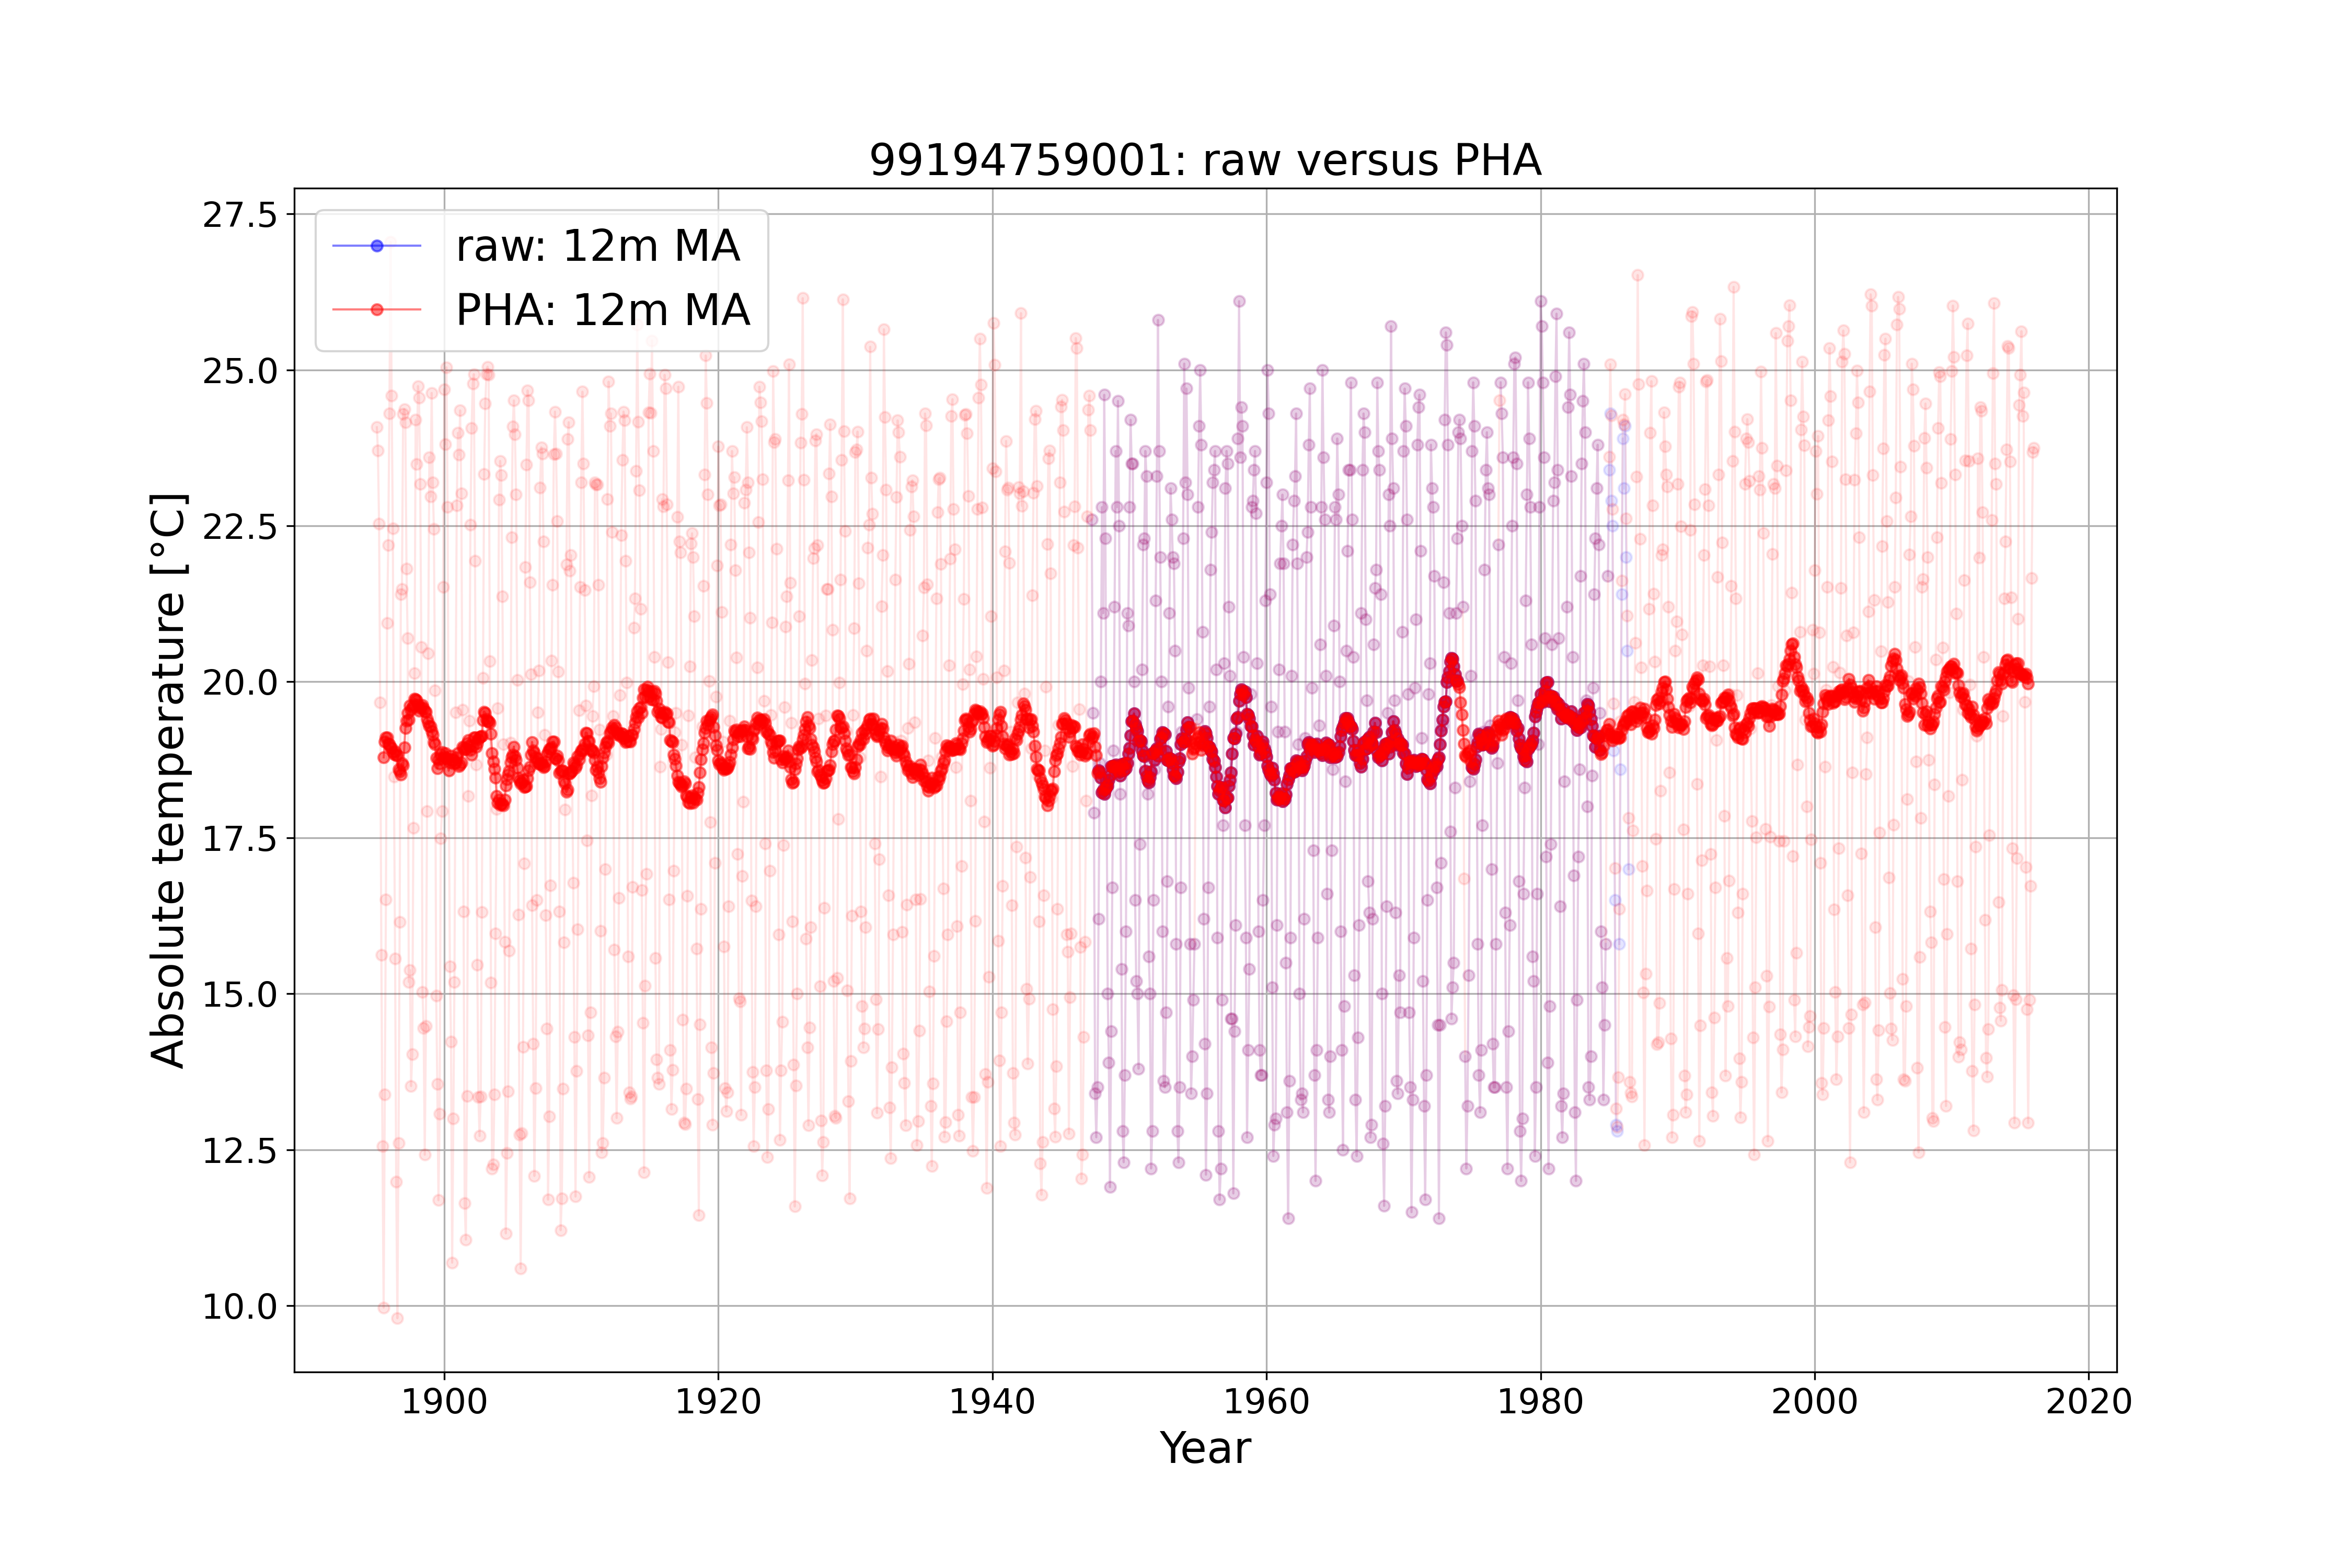 99194759001: raw versus PHA
raw: 12m MA
PHA: 12m MA
Absolute temperature [°C]
27.5
25.0
22.5
20.0
17.5
15.0
12.5
10.0
1900 1920 1940 1960 1980 2000 2020
Year